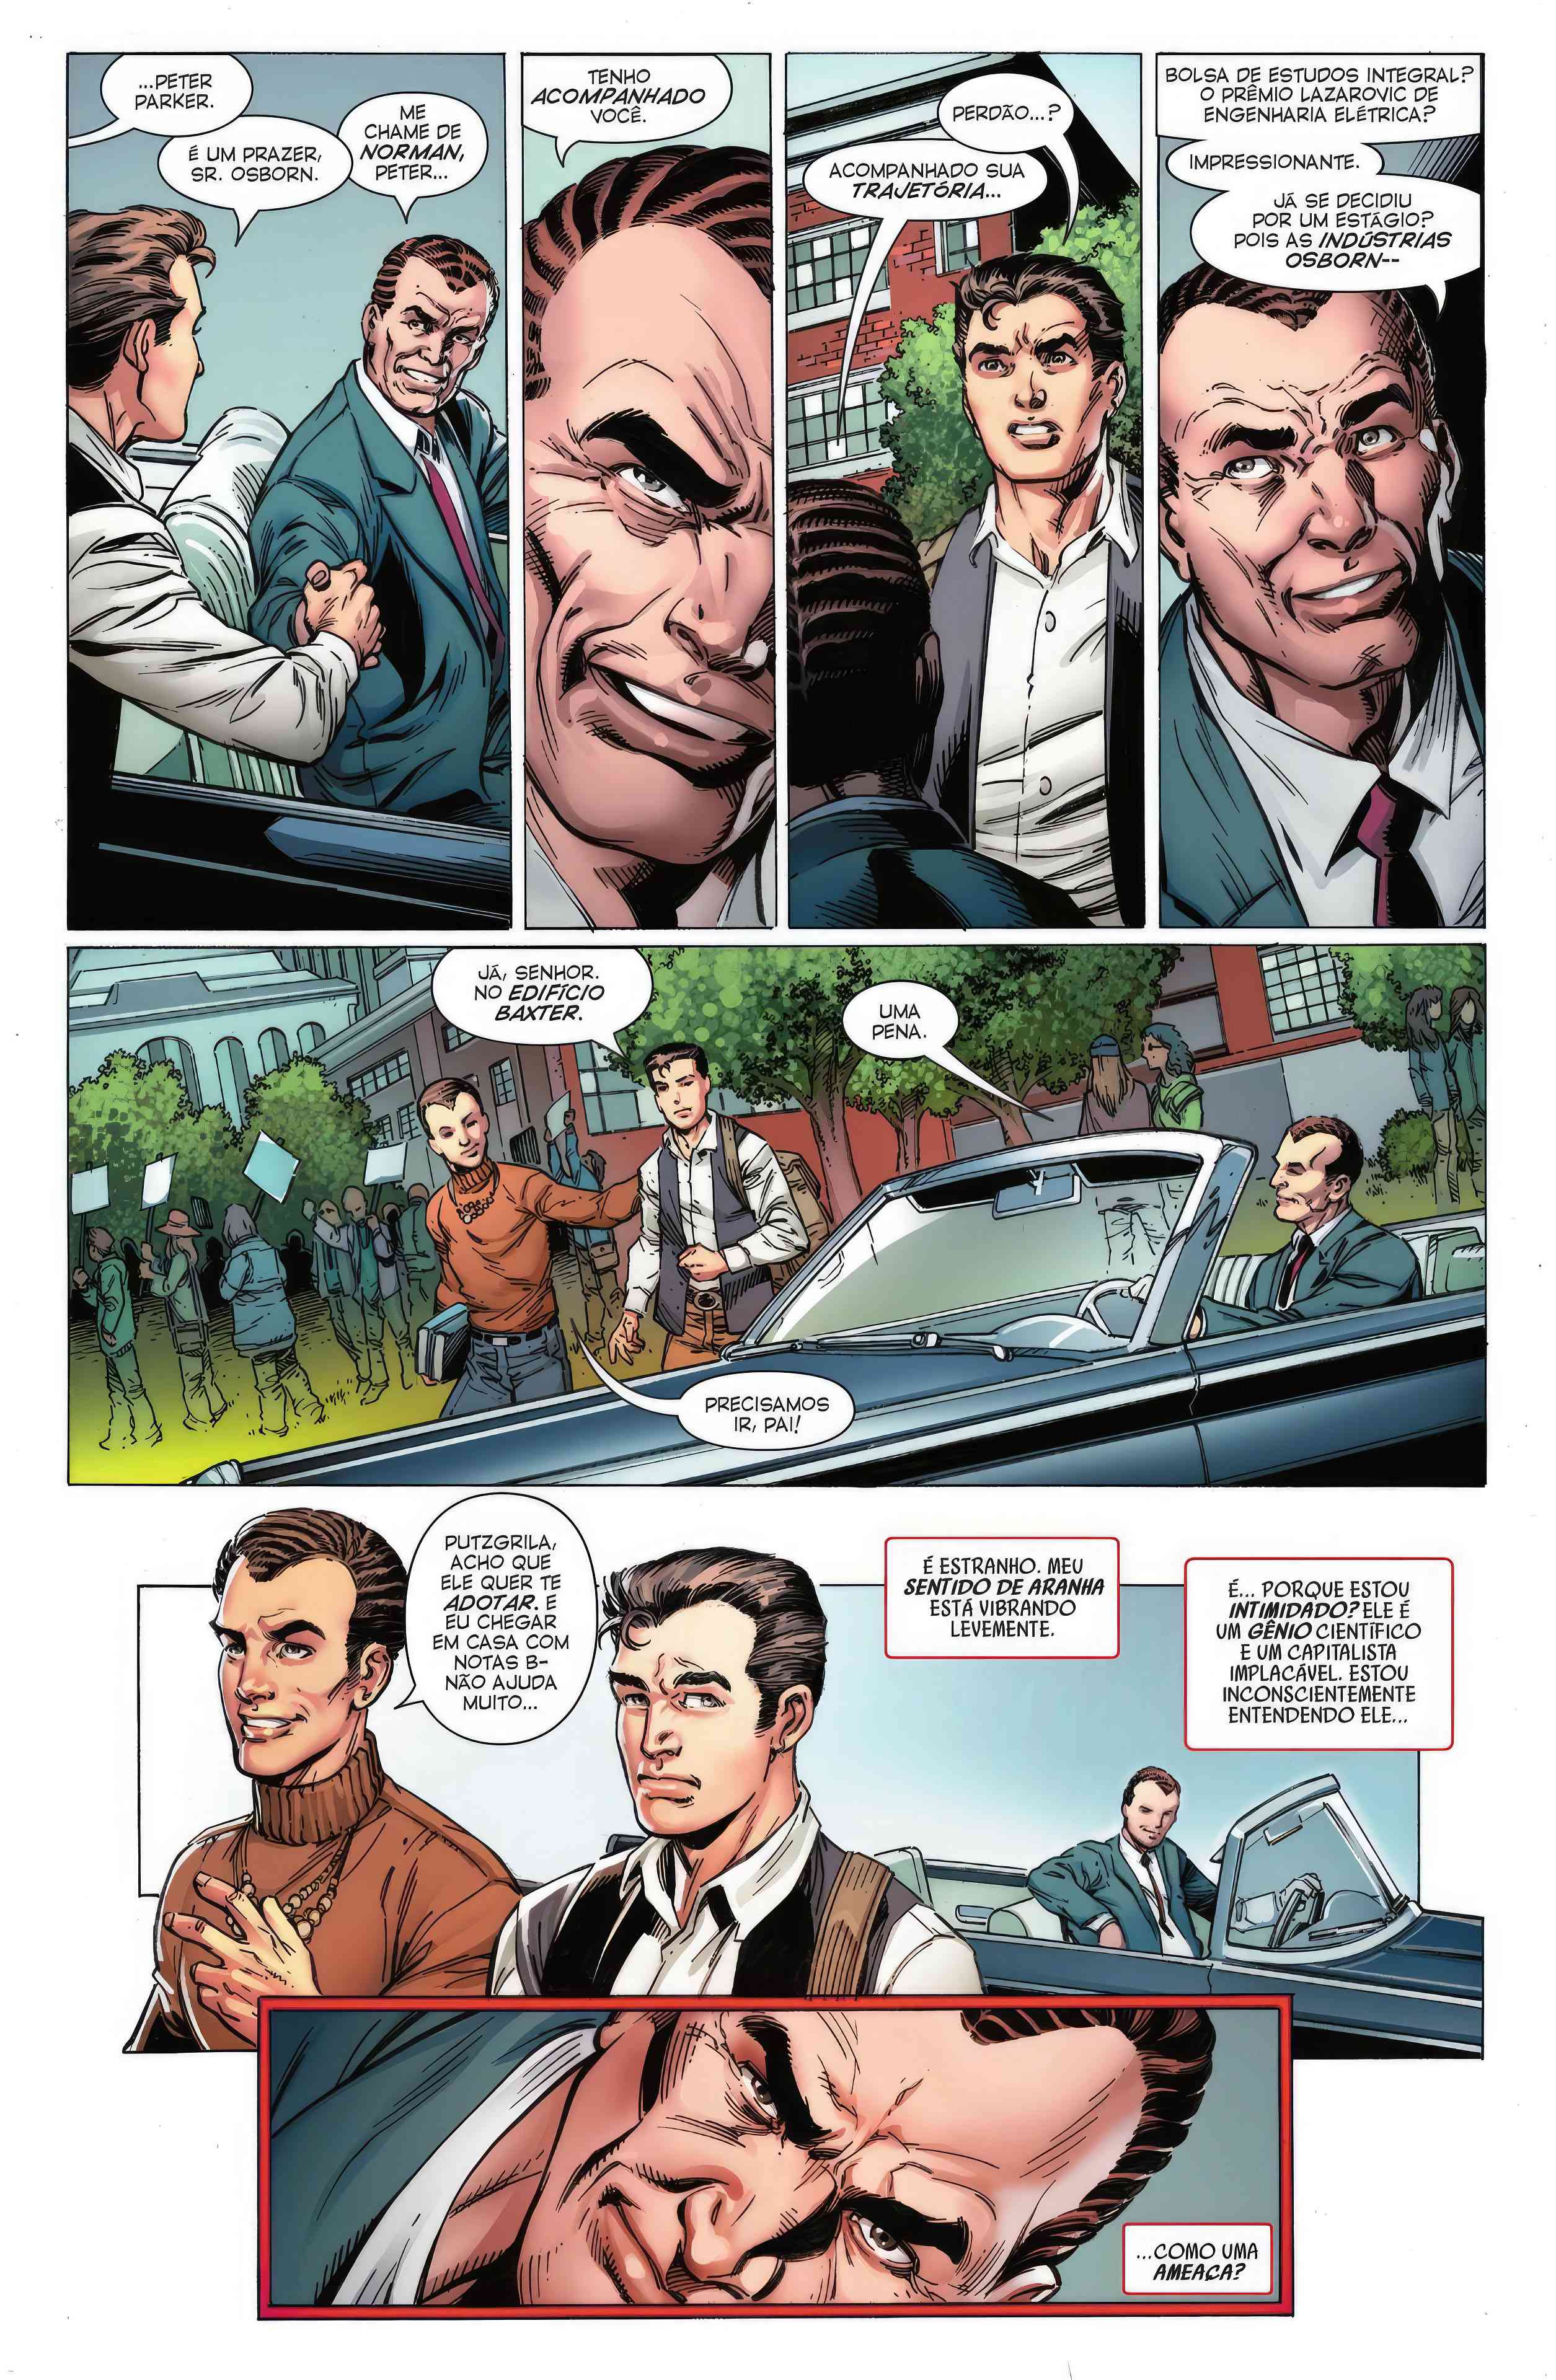 ...PETER
PARKER.
É UM PRAZER,
SR. OSBORN.
ME
CHAME DE
NORMAN,
PETER...
TENHO
ACOMPANHADO
VOCÊ.
PERDÃO...?
ACOMPANHADO SUA
TRAJETÓRIA...
BOLSA DE ESTUDOS INTEGRAL?
O PRÊMIO LAZAROVIC DE
ENGENHARIA ELÉTRICA?
IMPRESSIONANTE.
JÁ SE DECIDIU
POR UM ESTÁGIO?
POIS AS INDÚSTRIAS
OSBORN--
JÁ, SENHOR.
NO EDIFÍCIO
BAXTER.
UMA
PENA.
PRECISAMOS
IR, PAI!
PUTZGRILA,
ACHO QUE
ELE QUER TE
ADOTAR. E
EU CHEGAR
EM CASA COM
NOTAS B-
NÃO AJUDA
MUITO...
É ESTRANHO. MEU
SENTIDO DE ARANHA
ESTÁ VIBRANDO
LEVEMENTE.
É... PORQUE ESTOU
INTIMIDADO? ELE É
UM GÊNIO CIENTÍFICO
E UM CAPITALISTA
IMPLACÁVEL. ESTOU
INCONSCIENTEMENTE
ENTENDENDO ELE...
...COMO UMA
AMEAÇA?